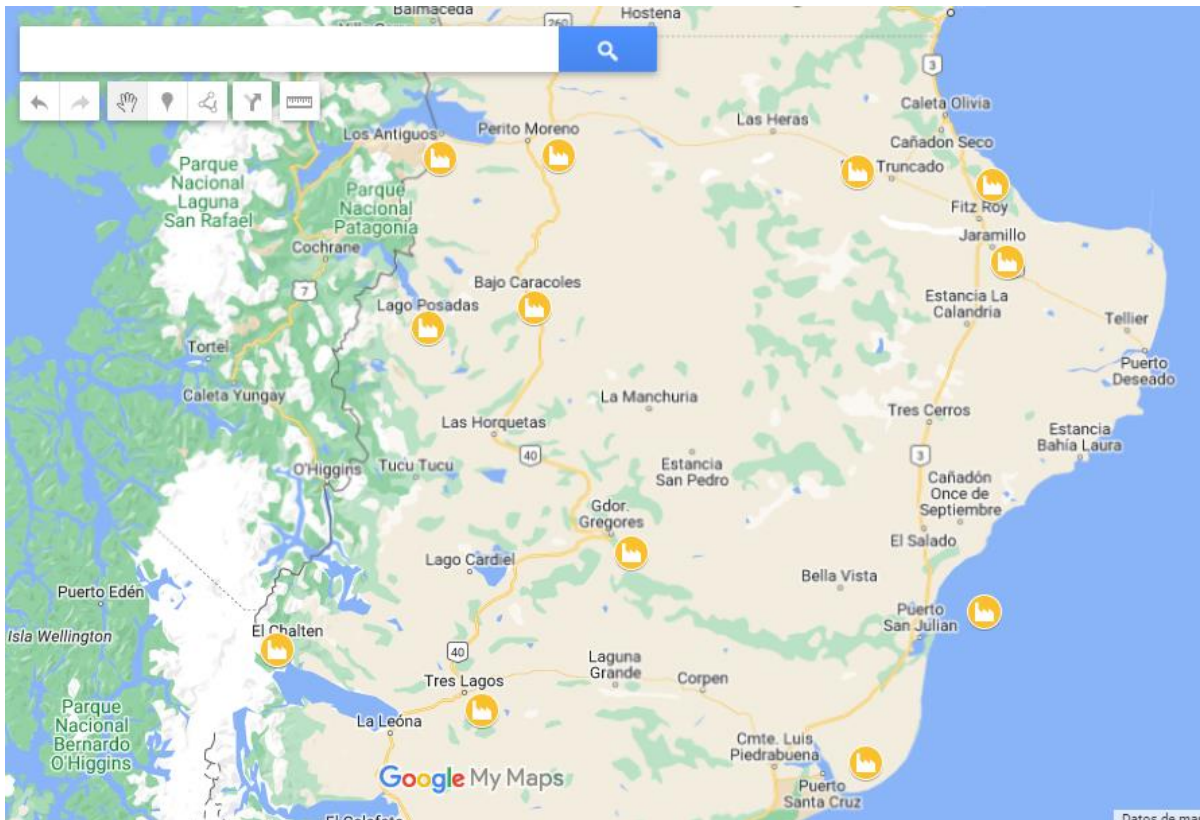 Balmaceda
Hostena
260
3
Caleta Olivia
Las Heras
Los Antiguos
Perito Moreno
Cañadon Seco
Parque
Nacional
Laguna
San Rafael
Truncado
Parque
Nacional
Patagonia
Fitz Roy
Jaramillo
Cochrane
Bajo Caracoles
7
Lago Posadas
Estancia La
Calandria
Tellier
Tortel
Puerto
Deseado
Caleta Yungay
La Manchuria
Tres Cerros
Las Horquetas
Estancia
Bahía Laura
40
3
O'Higgins
Tucu Tucu
Estancia
San Pedro
Cañadón
Once de
Septiembre
Gdor.
Gregores
El Salado
Lago Cardiel
Bella Vista
Puerto Edén
Puerto
San Julian
Isla Wellington
El Chalten
40
Laguna
Grande
Tres Lagos
Corpen
Parque
Nacional
Bernardo
O'Higgins
La Leóna
Cmte. Luis
Piedrabuena
Google My Maps
Puerto
Santa Cruz
El Calafate
Datos de ma